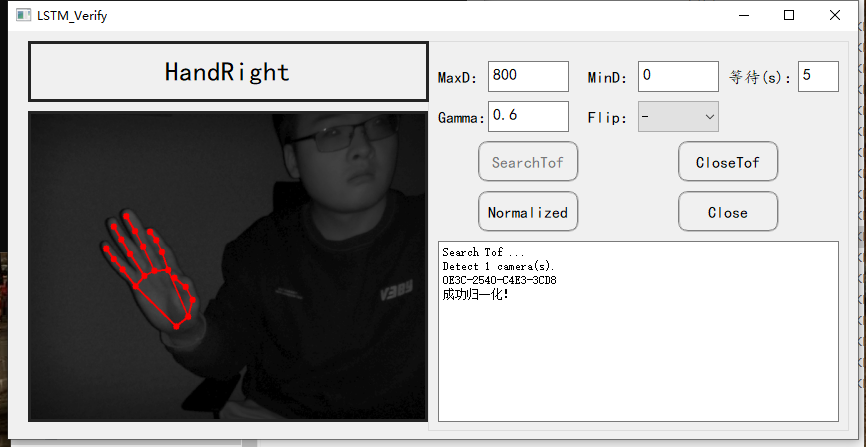 LSTM_Verify
HandRight
MaxD: 800 MinD: 0 等待(s): 5
Gamma: 0.6 Flip: -
SearchTof CloseTof
Normalized Close
Search Tof ...
Detect 1 camera(s).
0E3C-2540-C4E3-3CD8
成功归一化!